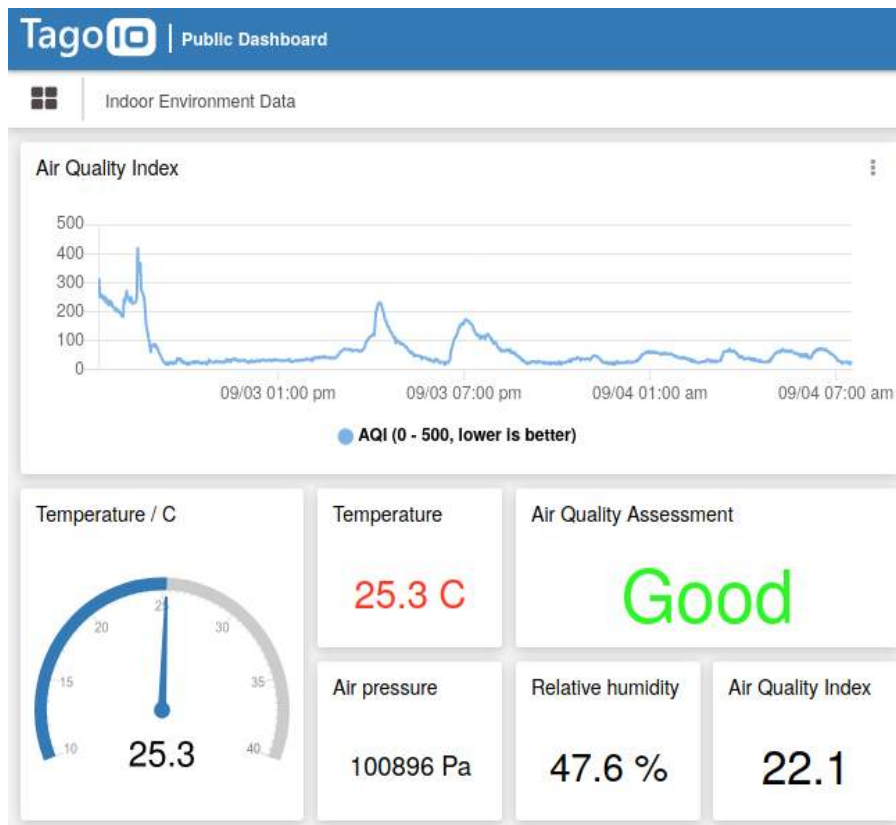 TagoIO | Public Dashboard
Indoor Environment Data
Air Quality Index
500
400
300
200
100
0
09/03 01:00 pm 09/03 07:00 pm 09/04 01:00 am 09/04 07:00 am
AQI (0 - 500, lower is better)
Temperature / C
10
15
20
25
30
35
40
25.3
Temperature
25.3 C
Air Quality Assessment
Good
Air pressure
100896 Pa
Relative humidity
47.6 %
Air Quality Index
22.1